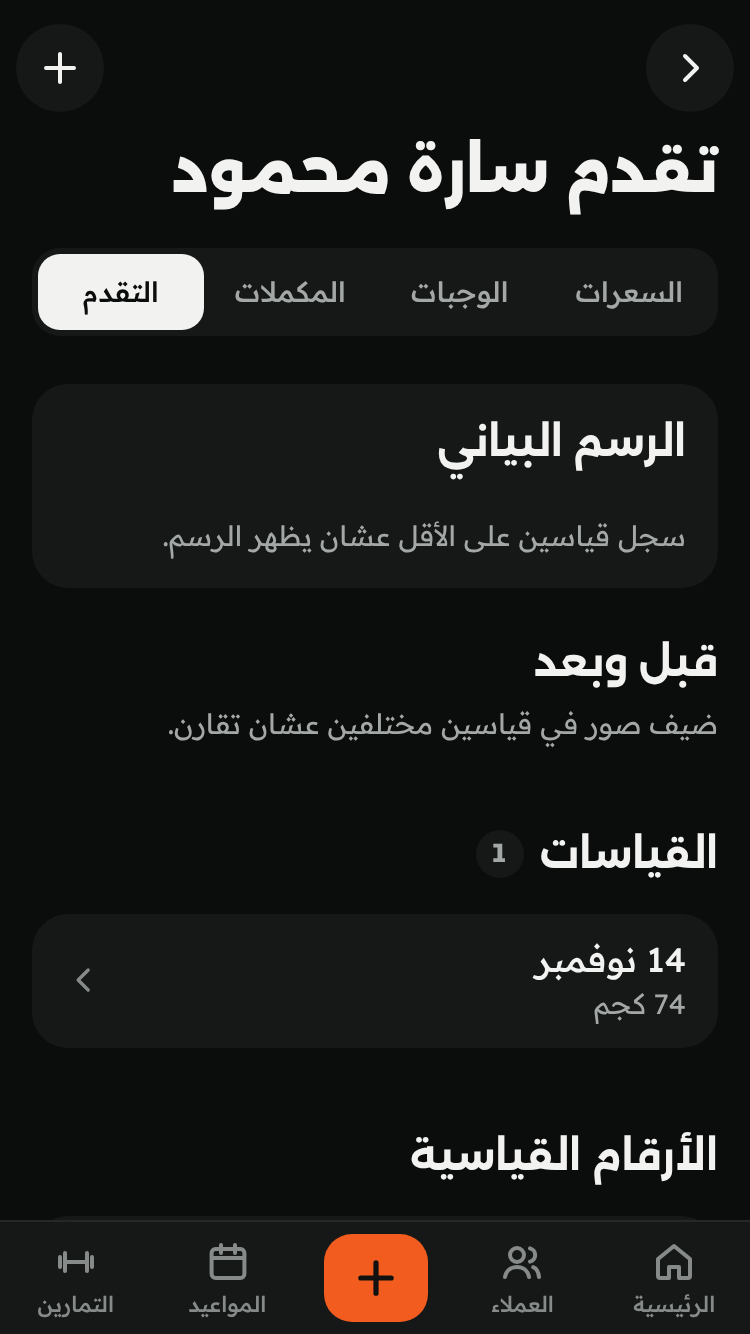 تقدم سارة محمود
السعرات الوجبات المكملات التقدم
الرسم البياني
سجل قياسين على الأقل عشان يظهر الرسم.
قبل وبعد
ضيف صور في قياسين مختلفين عشان تقارن.
القياسات 1
14 نوفمبر
74 كجم
الأرقام القياسية
الرئيسية العملاء المواعيد التمارين